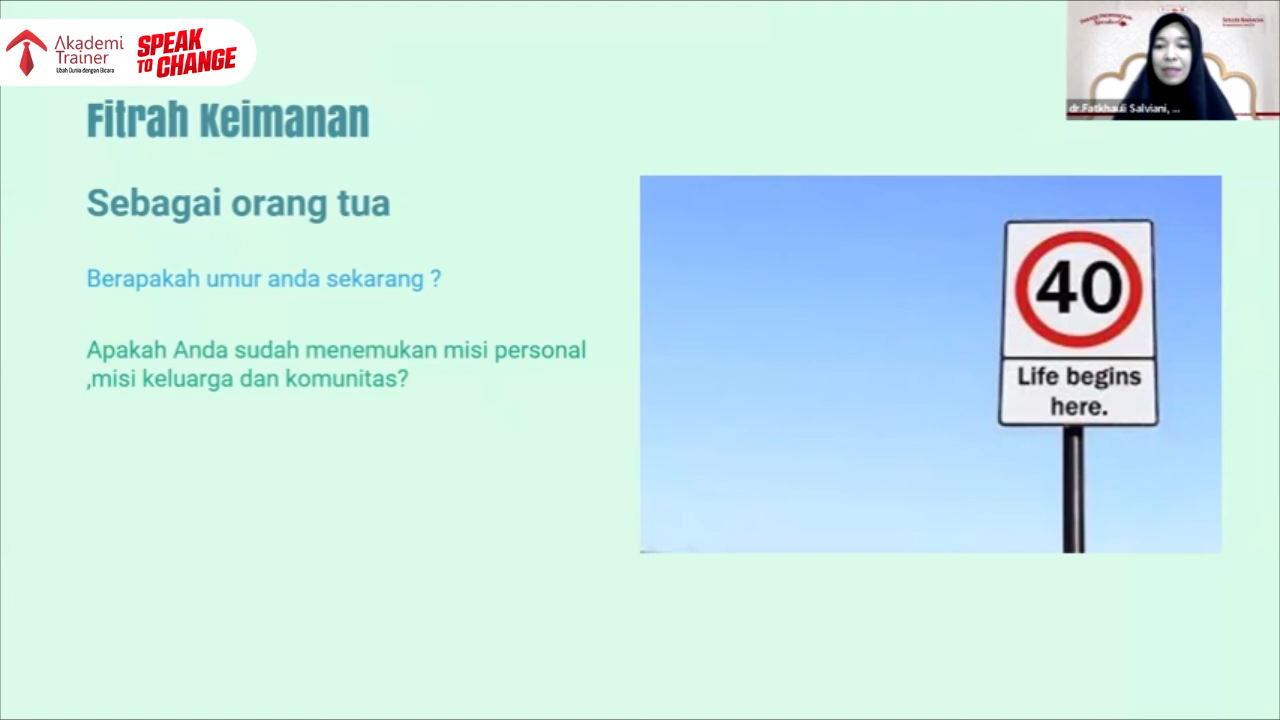 Akademi
Trainer
Ubah Dunia dengan Bicara
SPEAK
TO CHANGE
dr.Fatkhauli Salviani, ...
Fitrah Keimanan
Sebagai orang tua
Berapakah umur anda sekarang ?
Apakah Anda sudah menemukan misi personal
,misi keluarga dan komunitas?
40
Life begins
here.